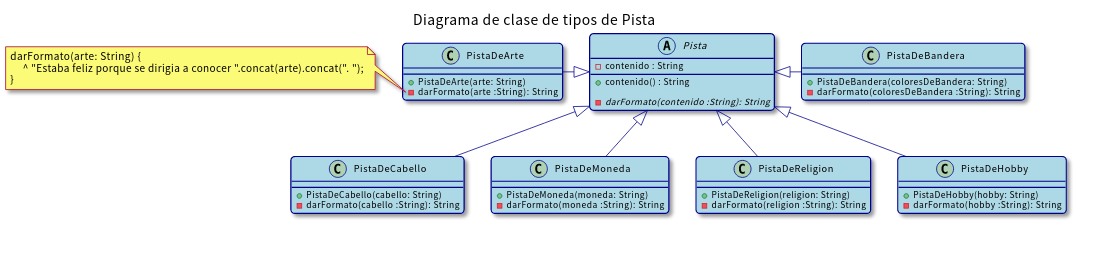 Diagrama de clase de tipos de Pista
darFormato(arte: String) {
^ "Estaba feliz porque se dirigia a conocer ".concat(arte).concat(". ");
}
C PistaDeArte
PistaDeArte(arte: String)
darFormato(arte :String): String
A Pista
contenido : String
contenido() : String
darFormato(contenido :String): String
C PistaDeBandera
PistaDeBandera(coloresDeBandera: String)
darFormato(coloresDeBandera :String): String
C PistaDeCabello
PistaDeCabello(cabello: String)
darFormato(cabello :String): String
C PistaDeMoneda
PistaDeMoneda(moneda: String)
darFormato(moneda :String): String
C PistaDeReligion
PistaDeReligion(religion: String)
darFormato(religion :String): String
C PistaDeHobby
PistaDeHobby(hobby: String)
darFormato(hobby :String): String